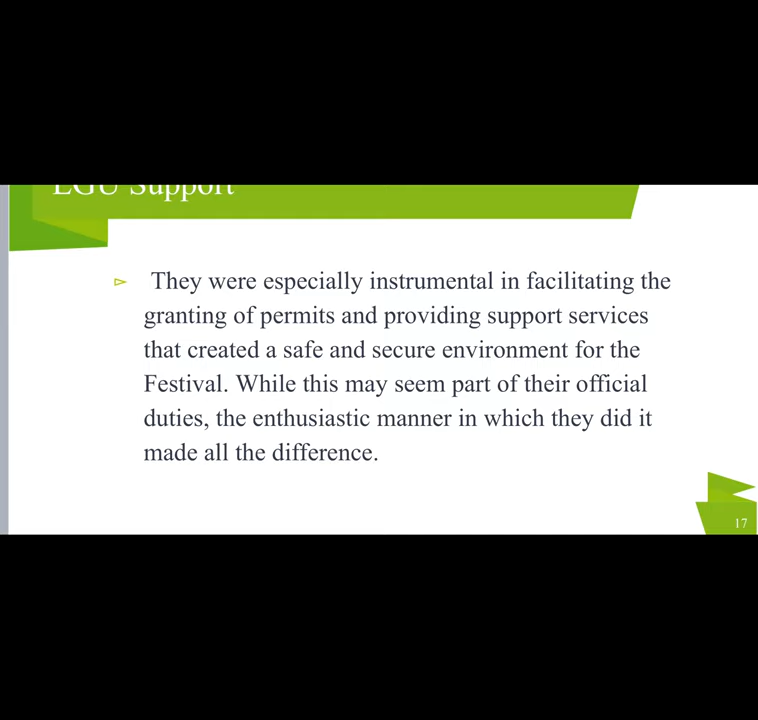 LGU Support
They were especially instrumental in facilitating the
granting of permits and providing support services
that created a safe and secure environment for the
Festival. While this may seem part of their official
duties, the enthusiastic manner in which they did it
made all the difference.
17